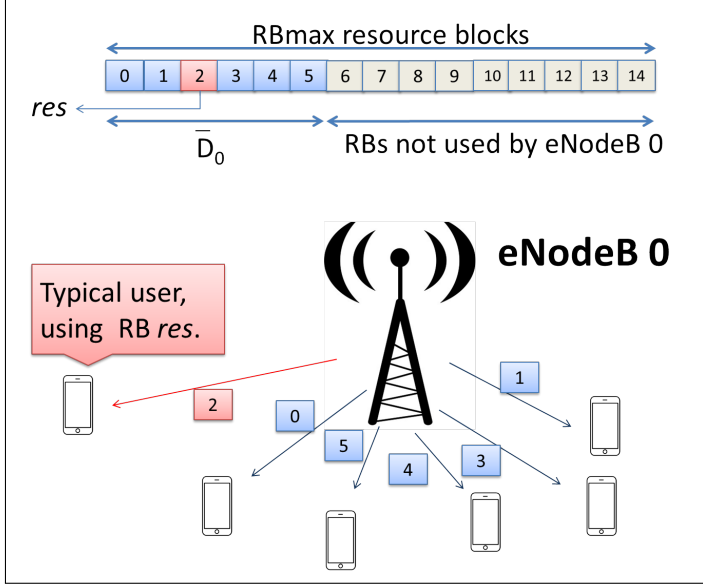 RBmax resource blocks
0 1 2 3 4 5 6 7 8 9 10 11 12 13 14
res
D̅₀
RBs not used by eNodeB 0
eNodeB 0
Typical user,
using RB res.
1
2
0
5
4
3